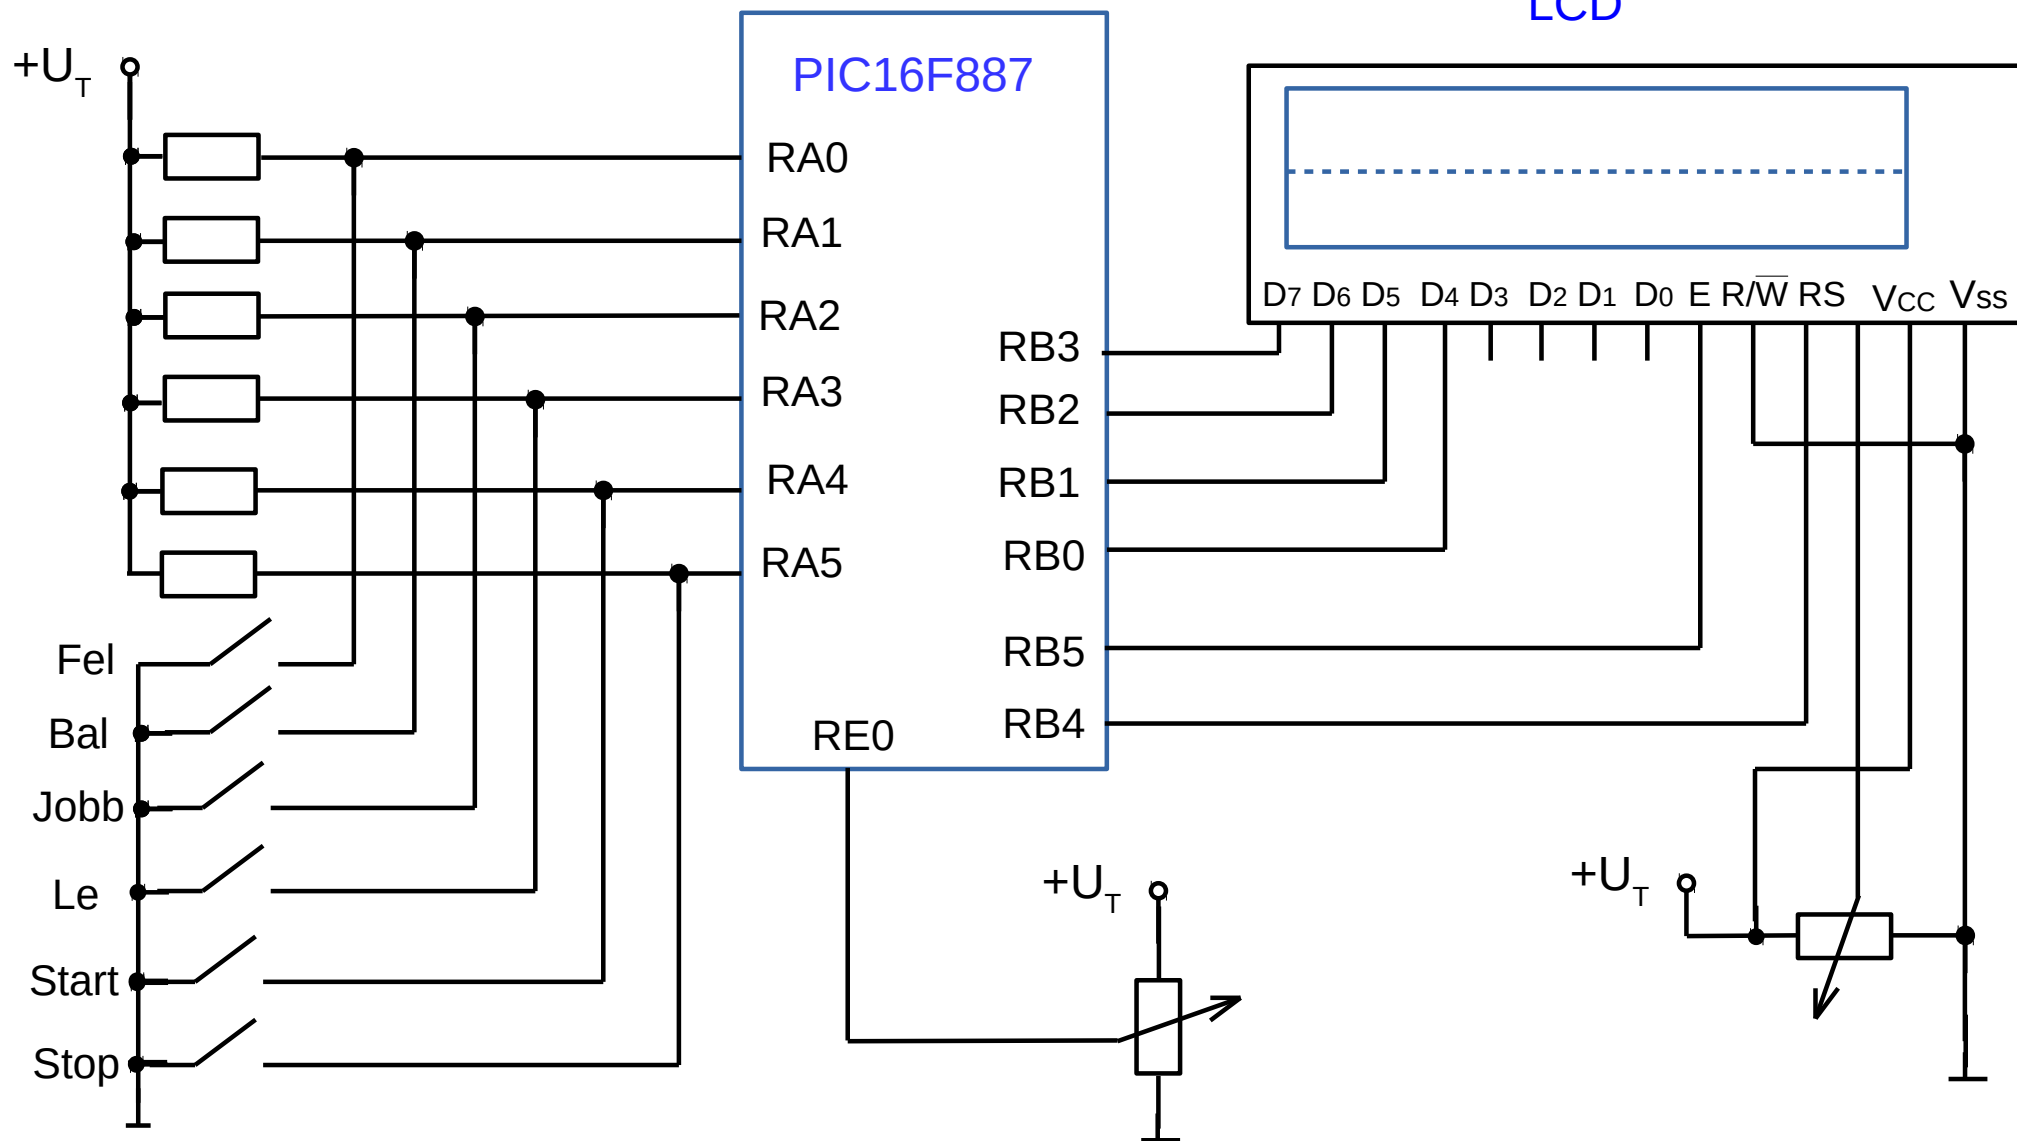 LCD
+UT
PIC16F887
RA0
RA1
RA2
RA3
RA4
RA5
RB3
RB2
RB1
RB0
RB5
RB4
RE0
D7 D6 D5 D4 D3 D2 D1 D0 E R/W̅ RS VCC Vss
Fel
Bal
Jobb
Le
Start
Stop
+UT
+UT